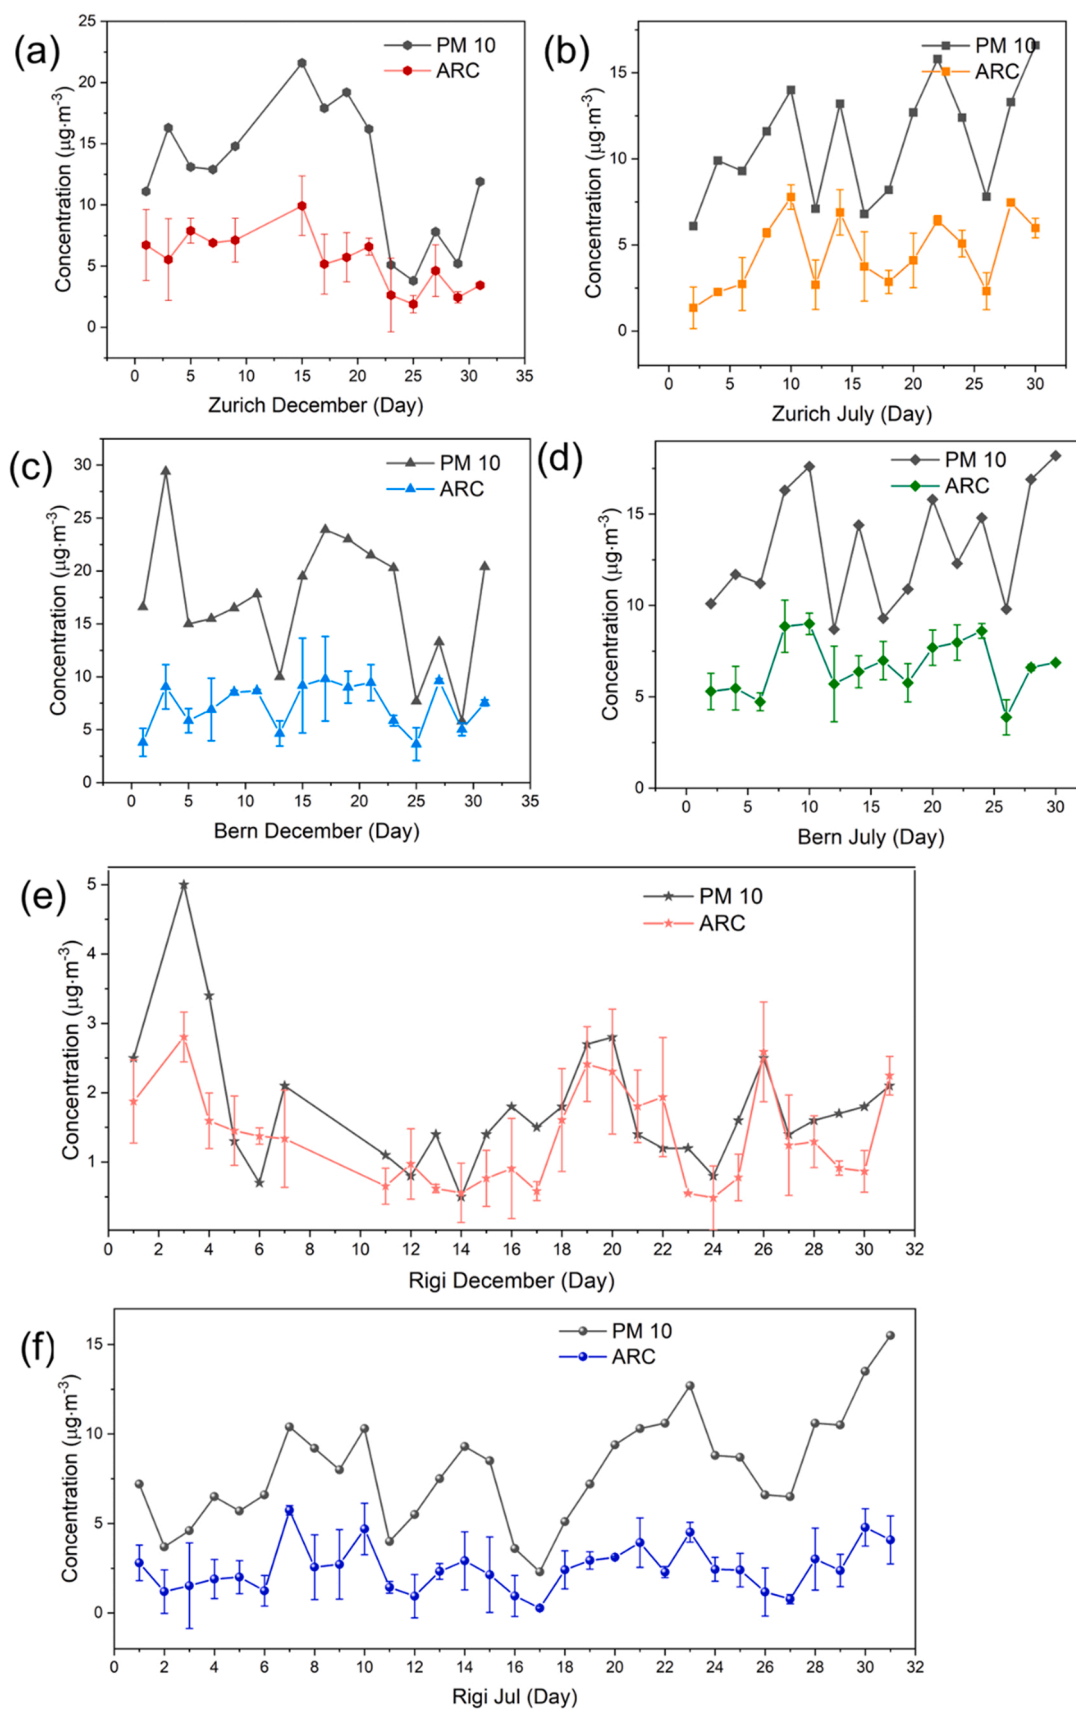 (a)
PM 10
ARC
Concentration (μg·m⁻³)
25
20
15
10
5
0
0 5 10 15 20 25 30 35
Zurich December (Day)
(b)
PM 10
ARC
Concentration (μg·m⁻³)
15
10
5
0
0 5 10 15 20 25 30
Zurich July (Day)
(c)
PM 10
ARC
Concentration (μg·m⁻³)
30
25
20
15
10
5
0
0 5 10 15 20 25 30 35
Bern December (Day)
(d)
PM 10
ARC
Concentration (μg·m⁻³)
15
10
5
0
0 5 10 15 20 25 30
Bern July (Day)
(e)
PM 10
ARC
Concentration (μg·m⁻³)
5
4
3
2
1
0 2 4 6 8 10 12 14 16 18 20 22 24 26 28 30 32
Rigi December (Day)
(f)
PM 10
ARC
Concentration (μg·m⁻³)
15
10
5
0
0 2 4 6 8 10 12 14 16 18 20 22 24 26 28 30 32
Rigi Jul (Day)